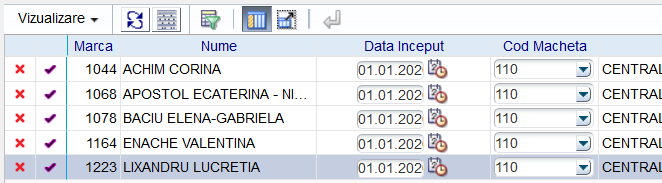 Vizualizare
Marca Nume Data Inceput Cod Macheta
1044 ACHIM CORINA 01.01.202 110 CENTRAL
1068 APOSTOL ECATERINA - NI... 01.01.202 110 CENTRAL
1078 BACIU ELENA-GABRIELA 01.01.202 110 CENTRAL
1164 ENACHE VALENTINA 01.01.202 110 CENTRAL
1223 LIXANDRU LUCRETIA 01.01.202 110 CENTRAL